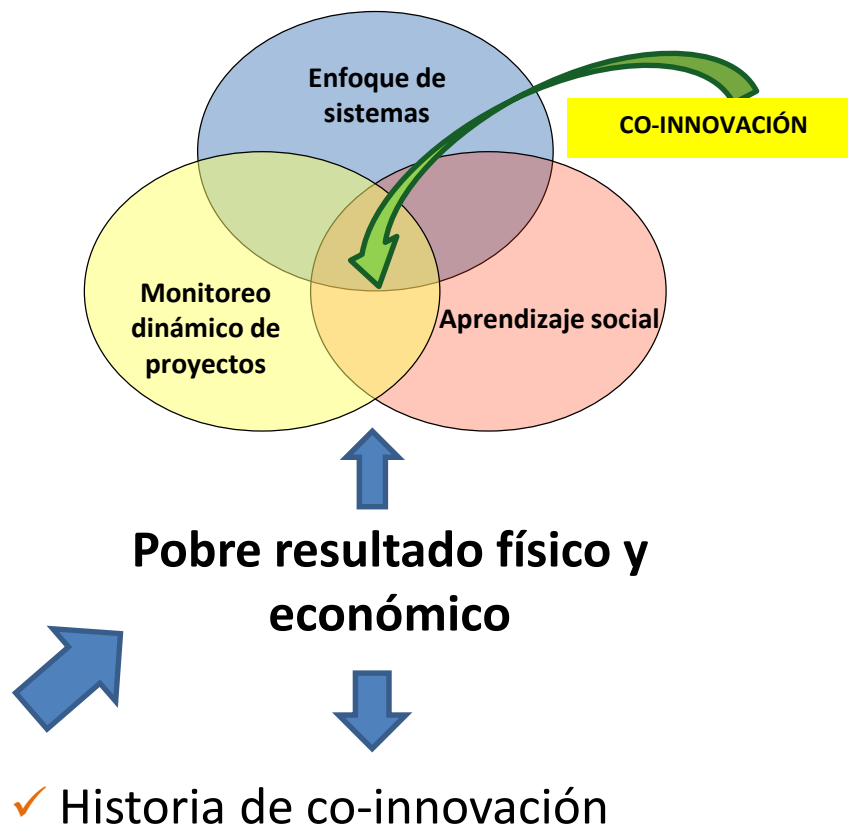 Enfoque de
sistemas
CO-INNOVACIÓN
Monitoreo
dinámico de
proyectos
Aprendizaje social
Pobre resultado físico y
económico
✓ Historia de co-innovación